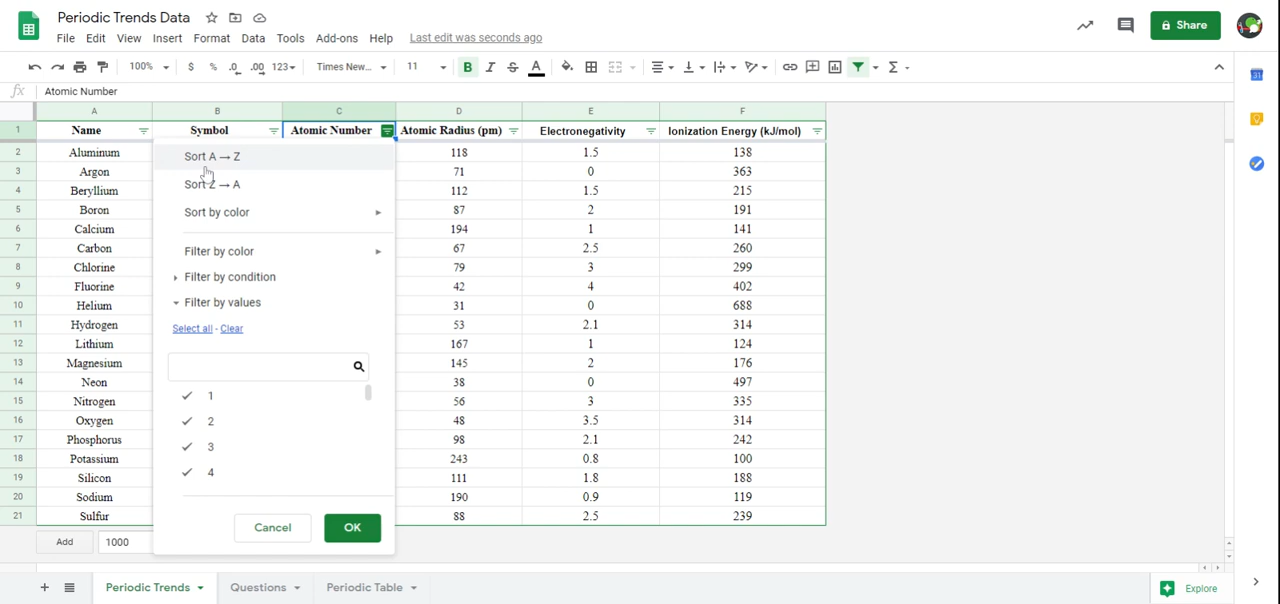 Periodic Trends Data
File Edit View Insert Format Data Tools Add-ons Help Last edit was seconds ago
Share
100% $ % .0 .00 123 Times New... 11 B I S A
fx Atomic Number
A B C D E F
1 Name Symbol Atomic Number Atomic Radius (pm) Electronegativity Ionization Energy (kJ/mol)
2 Aluminum 118 1.5 138
3 Argon 71 0 363
4 Beryllium 112 1.5 215
5 Boron 87 2 191
6 Calcium 194 1 141
7 Carbon 67 2.5 260
8 Chlorine 79 3 299
9 Fluorine 42 4 402
10 Helium 31 0 688
11 Hydrogen 53 2.1 314
12 Lithium 167 1 124
13 Magnesium 145 2 176
14 Neon 38 0 497
15 Nitrogen 56 3 335
16 Oxygen 48 3.5 314
17 Phosphorus 98 2.1 242
18 Potassium 243 0.8 100
19 Silicon 111 1.8 188
20 Sodium 190 0.9 119
21 Sulfur 88 2.5 239
Sort A → Z
Sort Z → A
Sort by color
Filter by color
Filter by condition
Filter by values
Select all - Clear
1
2
3
4
Cancel OK
Add 1000
Periodic Trends Questions Periodic Table Explore
31